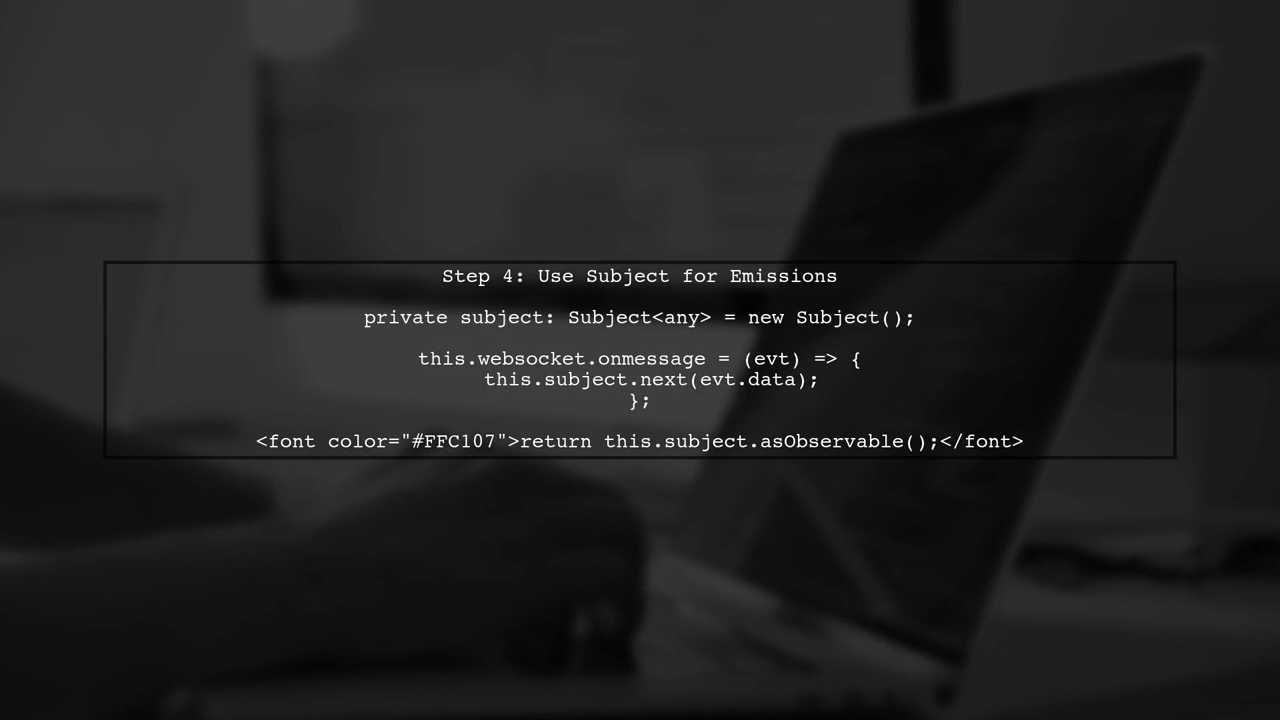 Step 4: Use Subject for Emissions
private subject: Subject<any> = new Subject();
this.websocket.onmessage = (evt) => {
this.subject.next(evt.data);
};
<font color="#FFC107">return this.subject.asObservable();</font>